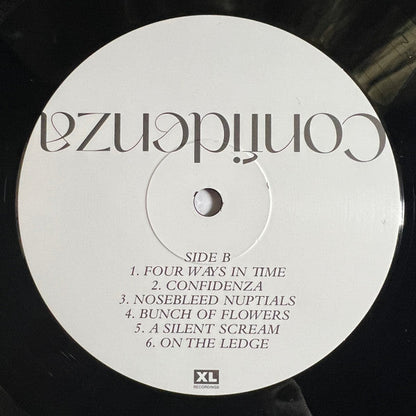 Confidenza
SIDE B
1. FOUR WAYS IN TIME
2. CONFIDENZA
3. NOSEBLEED NUPTIALS
4. BUNCH OF FLOWERS
5. A SILENT SCREAM
6. ON THE LEDGE
XL
RECORDINGS